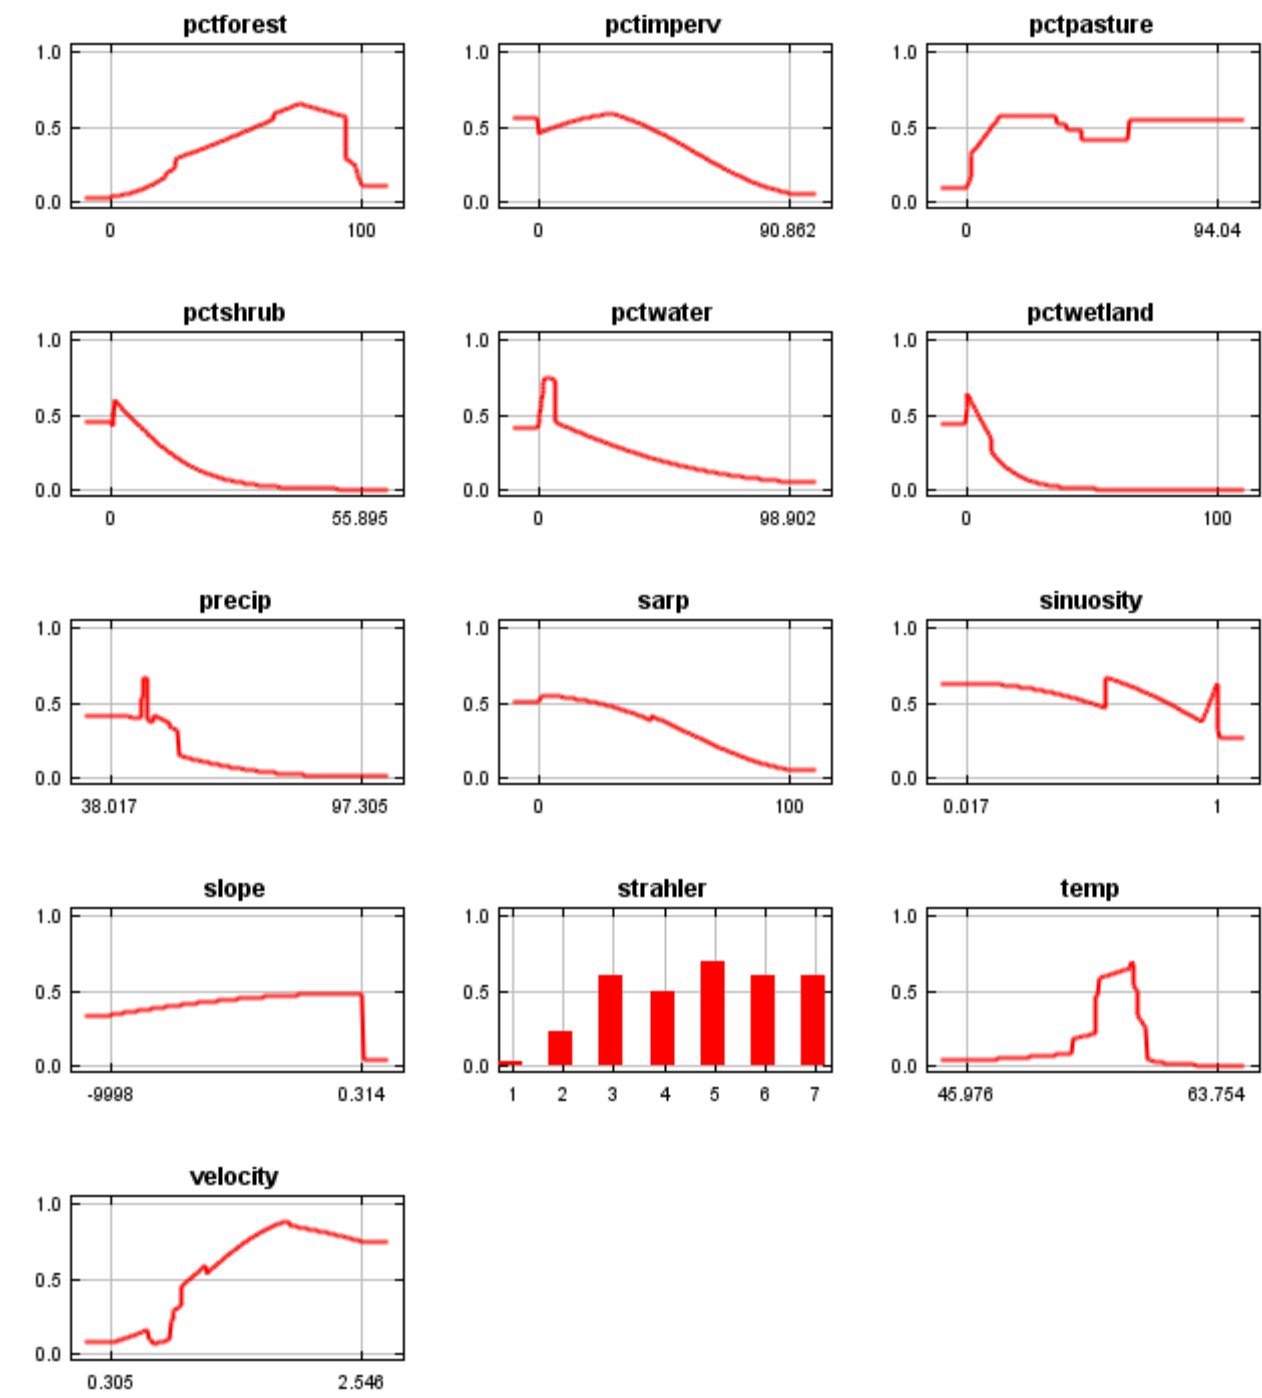 pctforest pctimperv pctpasture
1.0 1.0 1.0
0.5 0.5 0.5
0.0 0.0 0.0
0 100 0 90.862 0 94.04
pctshrub pctwater pctwetland
1.0 1.0 1.0
0.5 0.5 0.5
0.0 0.0 0.0
0 55.895 0 98.902 0 100
precip sarp sinuosity
1.0 1.0 1.0
0.5 0.5 0.5
0.0 0.0 0.0
38.017 97.305 0 100 0.017 1
slope strahler temp
1.0 1.0 1.0
0.5 0.5 0.5
0.0 0.0 0.0
-9998 0.314 1 2 3 4 5 6 7 45.976 63.754
velocity
1.0
0.5
0.0
0.305 2.546